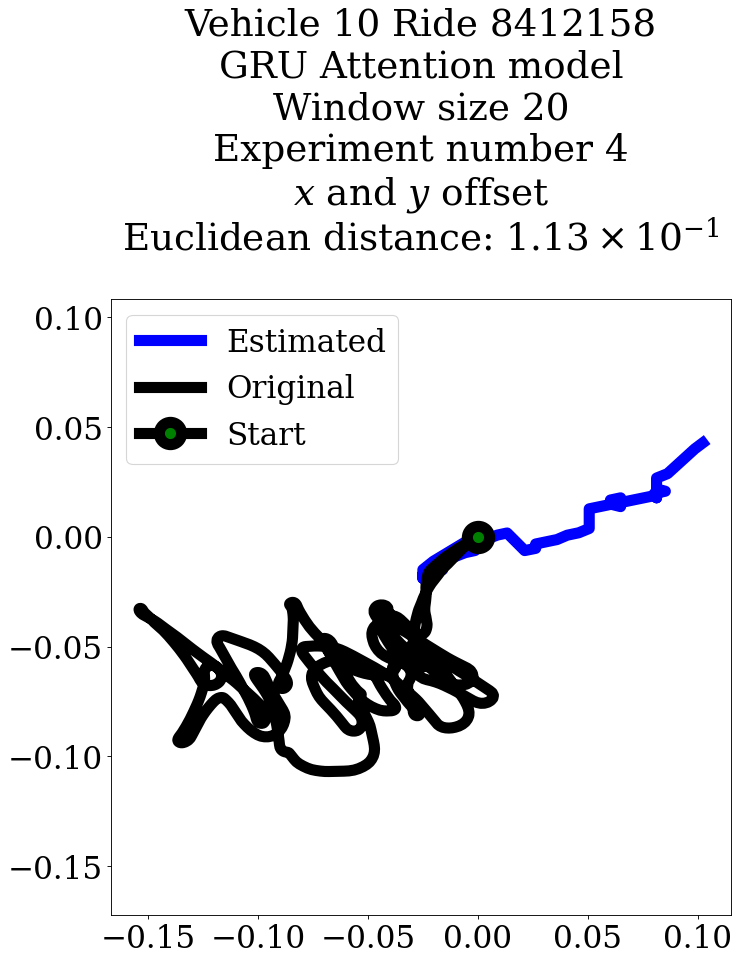 Vehicle 10 Ride 8412158
GRU Attention model
Window size 20
Experiment number 4
x and y offset
Euclidean distance: 1.13 × 10⁻¹
Estimated
Original
Start
0.10
0.05
0.00
−0.05
−0.10
−0.15
−0.15 −0.10 −0.05 0.00 0.05 0.10